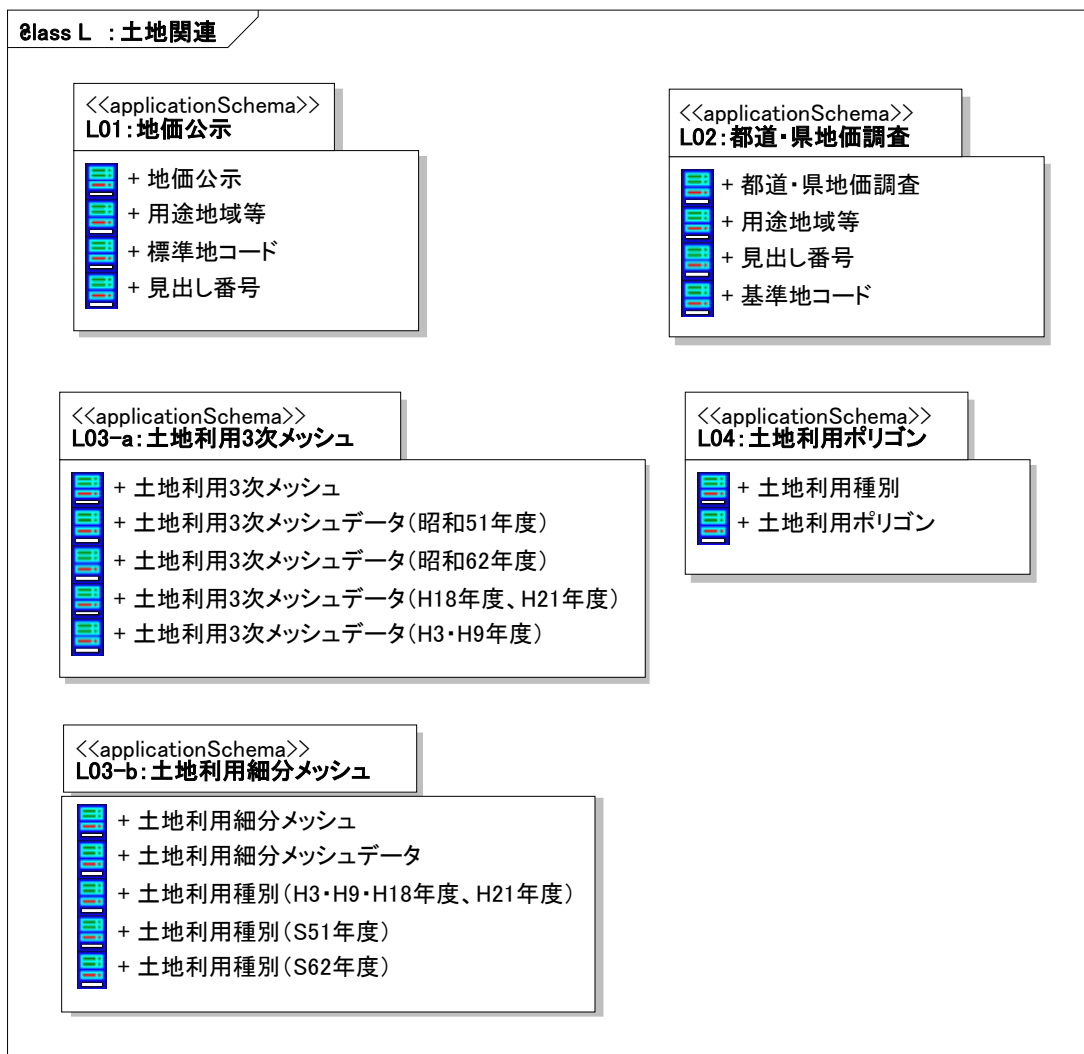 class L ：土地関連
<<applicationSchema>>
L01：地価公示
+ 地価公示
+ 用途地域等
+ 標準地コード
+ 見出し番号
<<applicationSchema>>
L02：都道・県地価調査
+ 都道・県地価調査
+ 用途地域等
+ 見出し番号
+ 基準地コード
<<applicationSchema>>
L03-a：土地利用3次メッシュ
+ 土地利用3次メッシュ
+ 土地利用3次メッシュデータ（昭和51年度）
+ 土地利用3次メッシュデータ（昭和62年度）
+ 土地利用3次メッシュデータ（H18年度、H21年度）
+ 土地利用3次メッシュデータ（H3・H9年度）
<<applicationSchema>>
L04：土地利用ポリゴン
+ 土地利用種別
+ 土地利用ポリゴン
<<applicationSchema>>
L03-b：土地利用細分メッシュ
+ 土地利用細分メッシュ
+ 土地利用細分メッシュデータ
+ 土地利用種別（H3・H9・H18年度、H21年度）
+ 土地利用種別（S51年度）
+ 土地利用種別（S62年度）